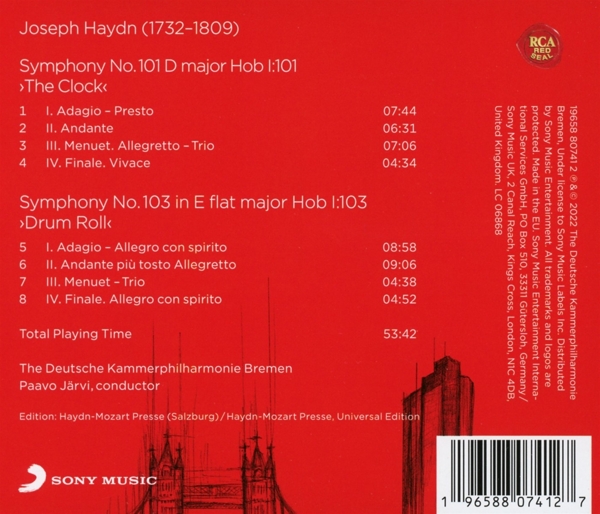 Joseph Haydn (1732–1809)
Symphony No. 101 D major Hob I:101
›The Clock‹
1 I. Adagio – Presto 07:44
2 II. Andante 06:31
3 III. Menuet. Allegretto – Trio 07:06
4 IV. Finale. Vivace 04:34
Symphony No. 103 in E flat major Hob I:103
›Drum Roll‹
5 I. Adagio – Allegro con spirito 08:58
6 II. Andante più tosto Allegretto 09:06
7 III. Menuet – Trio 04:38
8 IV. Finale. Allegro con spirito 04:52
Total Playing Time 53:42
The Deutsche Kammerphilharmonie Bremen
Paavo Järvi, conductor
Edition: Haydn-Mozart Presse (Salzburg) / Haydn-Mozart Presse, Universal Edition
SONY MUSIC
RCA
RED
SEAL
19658 80741 2 ℗ & © 2022 The Deutsche Kammerphilharmonie
Bremen, Under license to Sony Music Labels Inc. Distributed
by Sony Music Entertainment. All trademarks and logos are
protected. Made in the EU. Sony Music Entertainment Interna-
tional Services GmbH, PO Box 510, 33311 Gütersloh, Germany /
Sony Music UK, 2 Canal Reach, Kings Cross, London, N1C 4DB,
United Kingdom. LC 06868
1 96588 07412 7